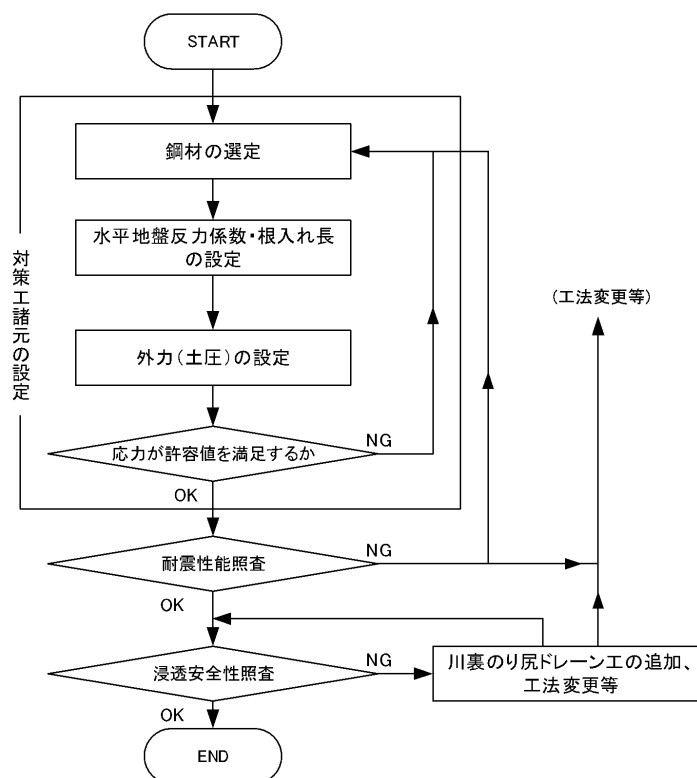 START
鋼材の選定
水平地盤反力係数・根入れ長
の設定
対策工諸元の設定
(工法変更等)
外力(土圧)の設定
応力が許容値を満足するか
NG
OK
耐震性能照査
NG
OK
浸透安全性照査
NG
川裏のり尻ドレーン工の追加、
工法変更等
OK
END